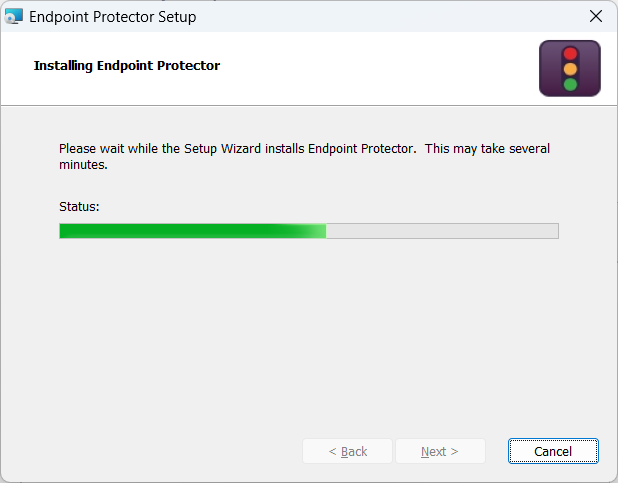 Endpoint Protector Setup
Installing Endpoint Protector
Please wait while the Setup Wizard installs Endpoint Protector.  This may take several
minutes.
Status:
< Back
Next >
Cancel